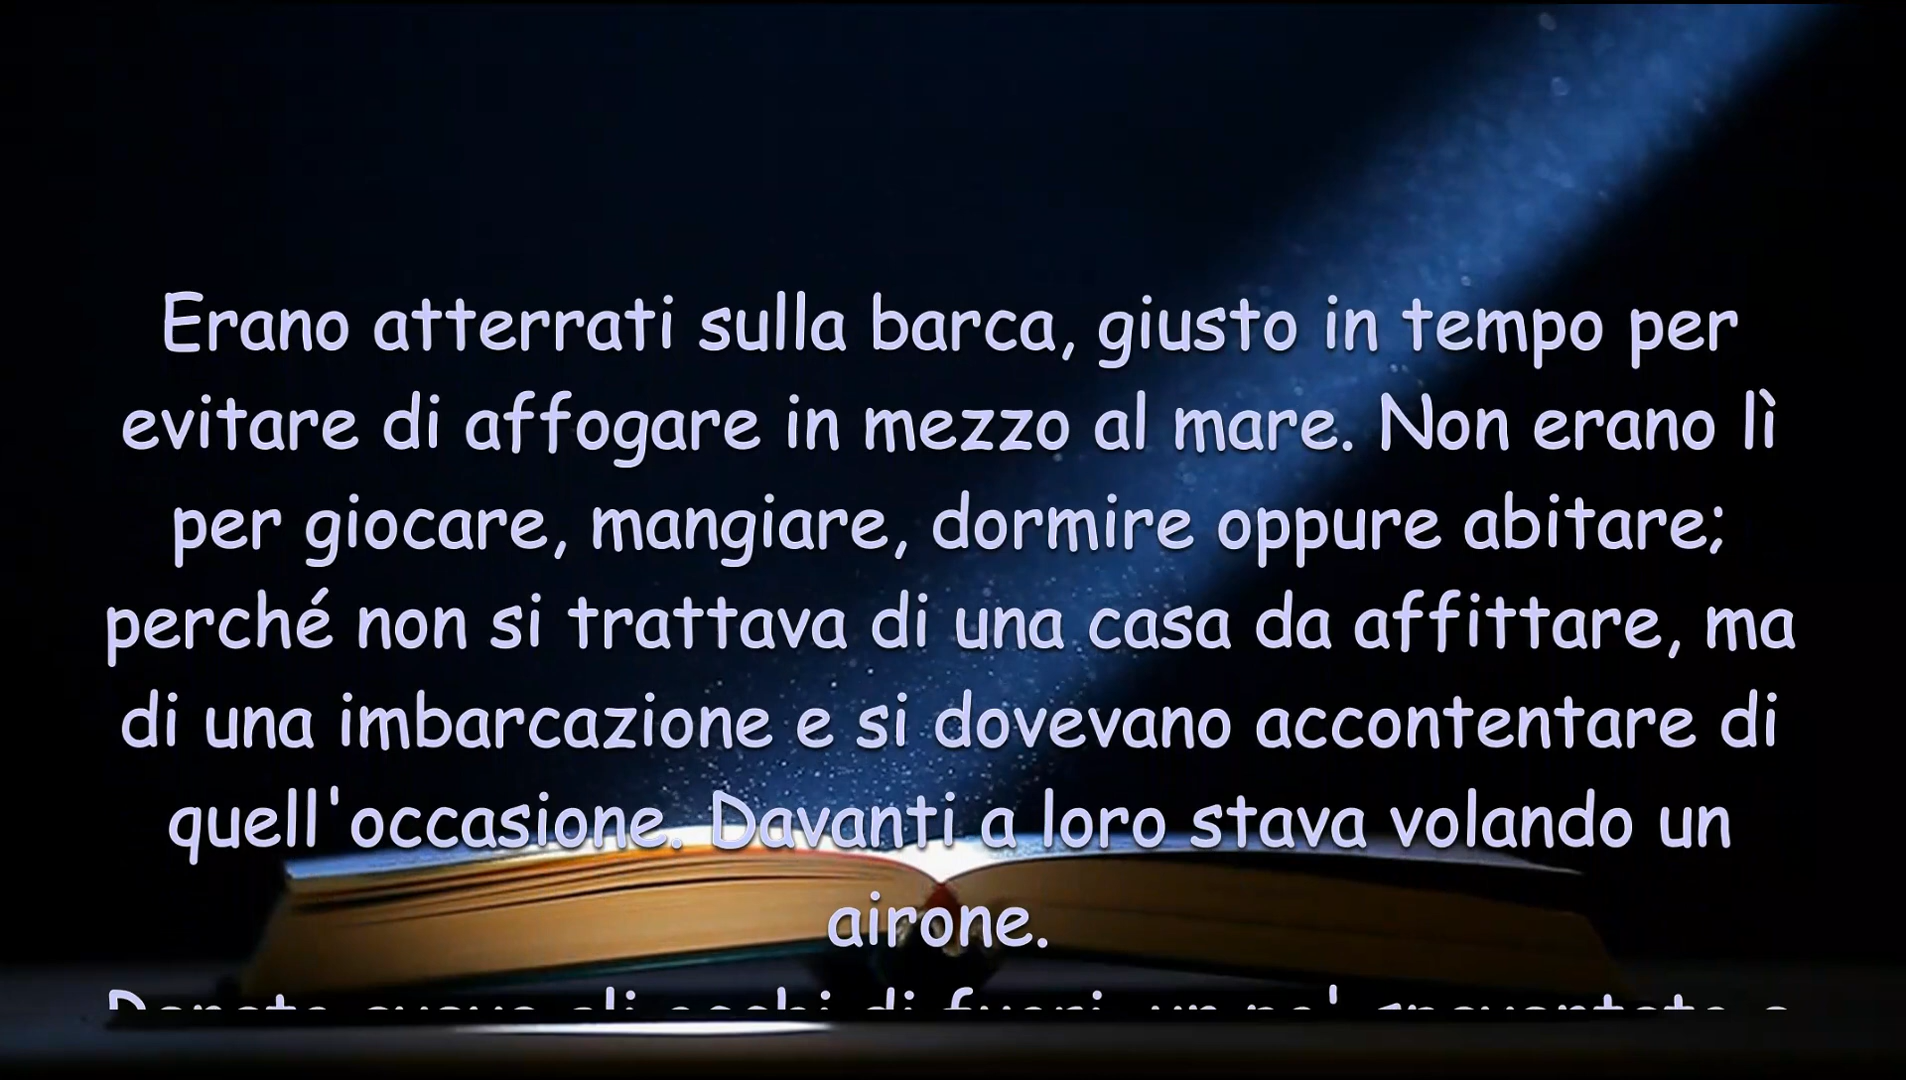 Erano atterrati sulla barca, giusto in tempo per
evitare di affogare in mezzo al mare. Non erano lì
per giocare, mangiare, dormire oppure abitare;
perché non si trattava di una casa da affittare, ma
di una imbarcazione e si dovevano accontentare di
quell'occasione. Davanti a loro stava volando un
airone.